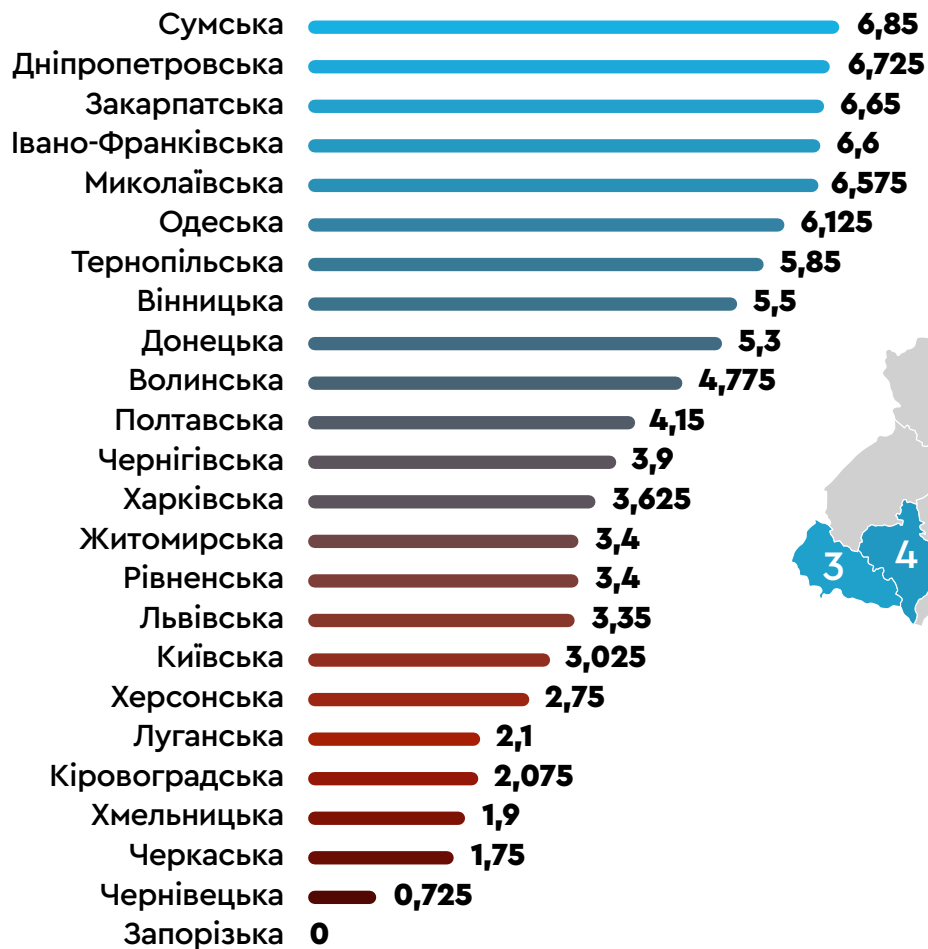 Сумська 6,85
Дніпропетровська 6,725
Закарпатська 6,65
Івано-Франківська 6,6
Миколаївська 6,575
Одеська 6,125
Тернопільська 5,85
Вінницька 5,5
Донецька 5,3
Волинська 4,775
Полтавська 4,15
Чернігівська 3,9
Харківська 3,625
Житомирська 3,4
Рівненська 3,4
Львівська 3,35
Київська 3,025
Херсонська 2,75
Луганська 2,1
Кіровоградська 2,075
Хмельницька 1,9
Черкаська 1,75
Чернівецька 0,725
Запорізька 0
3
4